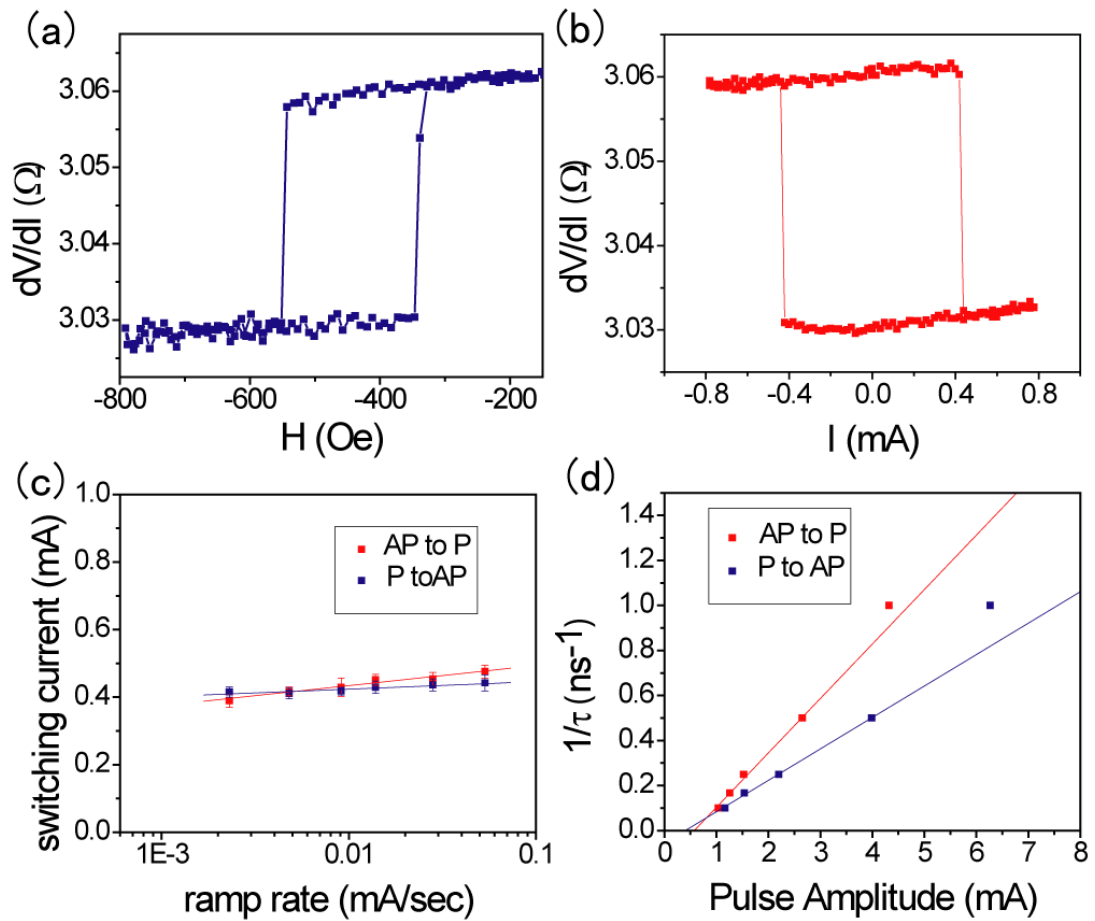 (a)
dV/dI (Ω)
3.06
3.05
3.04
3.03
-800 -600 -400 -200
H (Oe)
(b)
dV/dI (Ω)
3.06
3.05
3.04
3.03
-0.8 -0.4 0.0 0.4 0.8
I (mA)
(c)
switching current (mA)
1.0
0.8
0.6
0.4
0.2
0.0
AP to P
P toAP
1E-3 0.01 0.1
ramp rate (mA/sec)
(d)
1/τ (ns⁻¹)
1.4
1.2
1.0
0.8
0.6
0.4
0.2
0.0
AP to P
P to AP
0 1 2 3 4 5 6 7 8
Pulse Amplitude (mA)